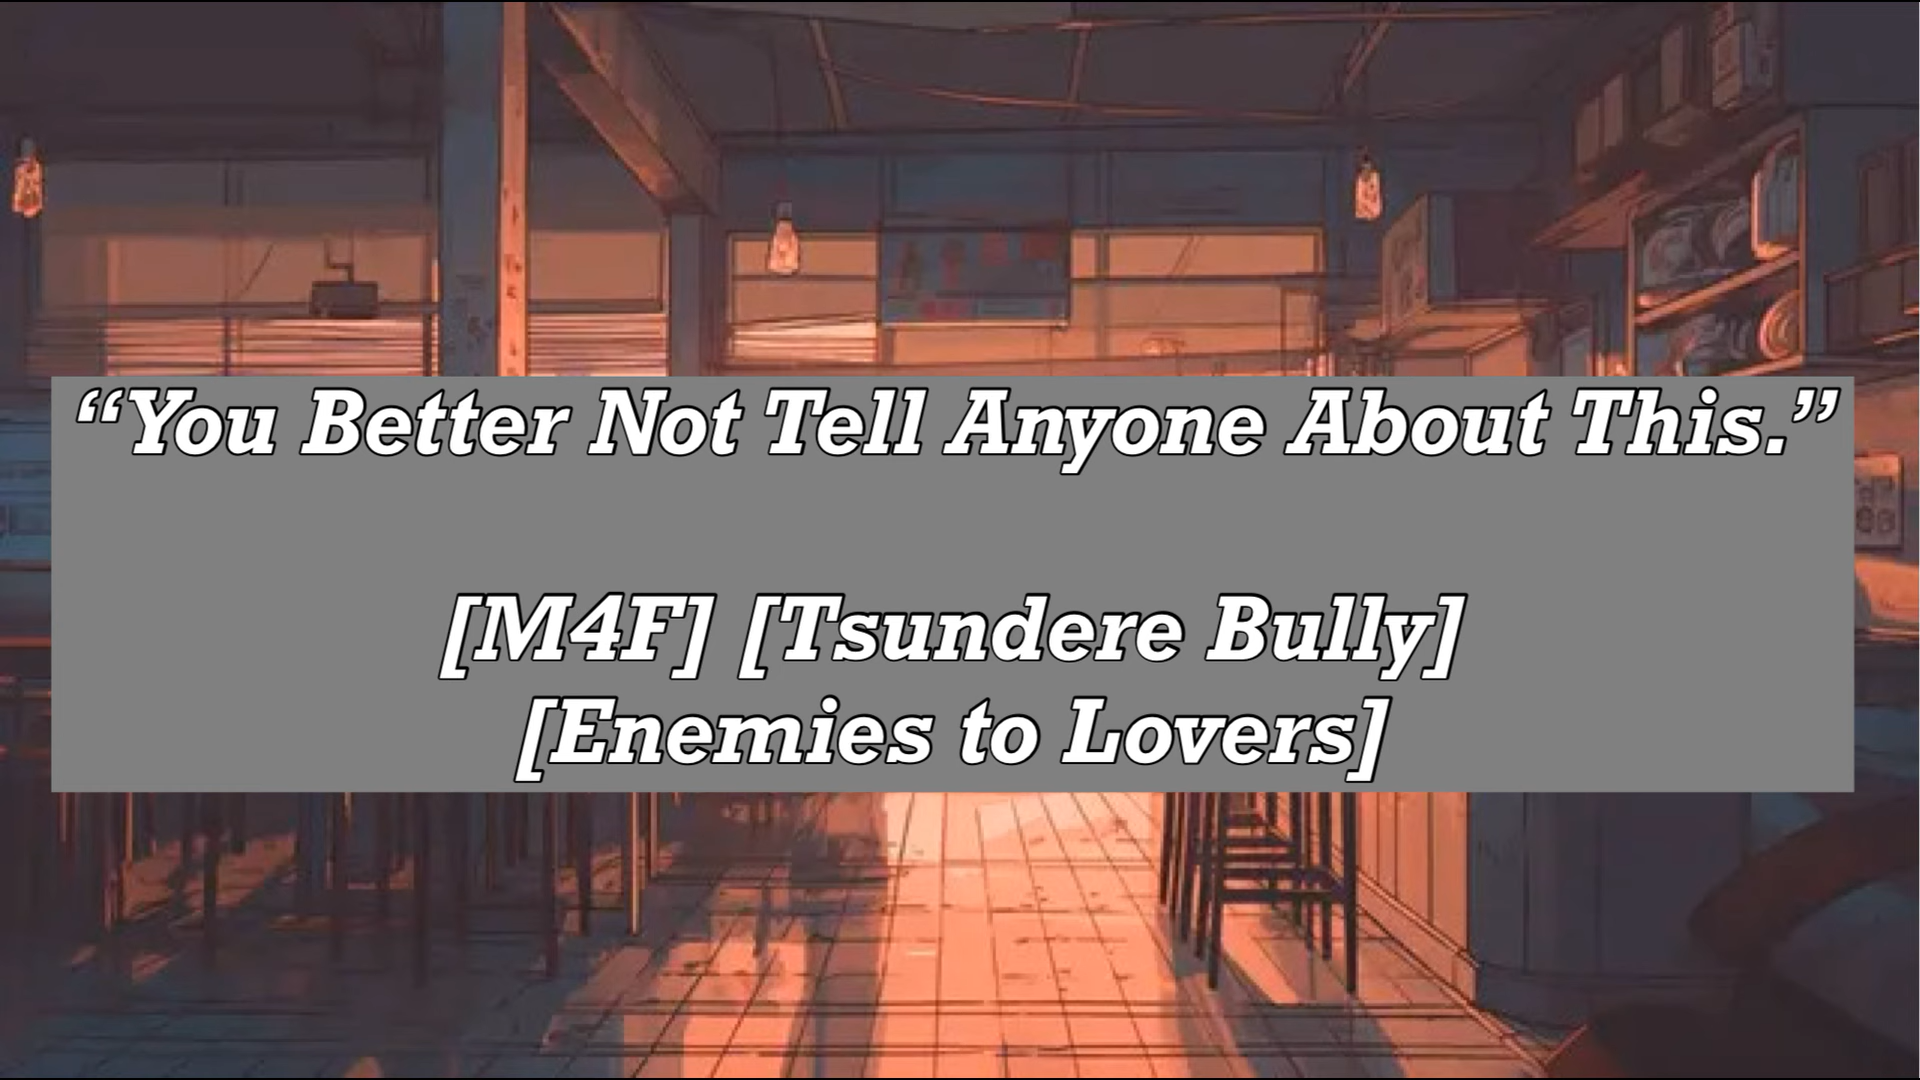 “You Better Not Tell Anyone About This.”
[M4F] [Tsundere Bully]
[Enemies to Lovers]